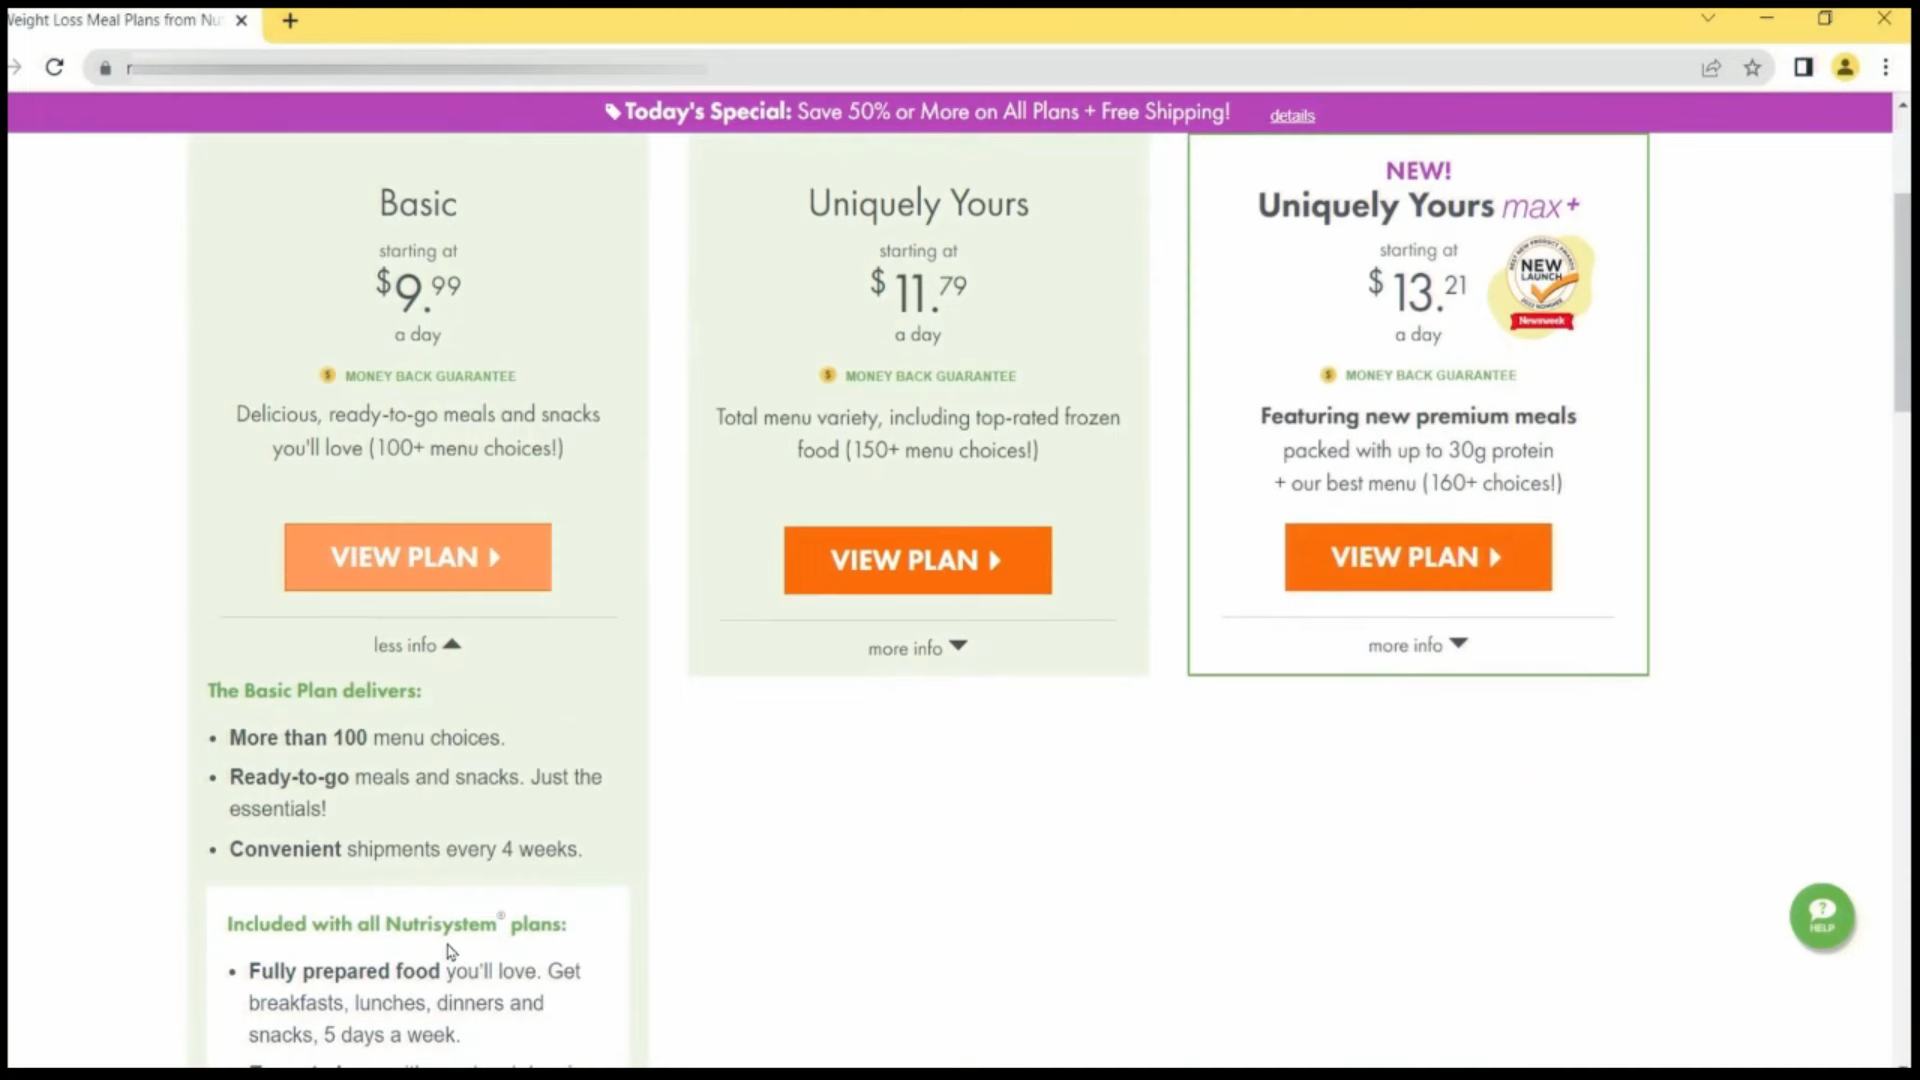 Weight Loss Meal Plans from Nu
r
Today's Special: Save 50% or More on All Plans + Free Shipping! details
Basic
starting at
$9.99
a day
MONEY BACK GUARANTEE
Delicious, ready-to-go meals and snacks
you'll love (100+ menu choices!)
VIEW PLAN
less info
The Basic Plan delivers:
• More than 100 menu choices.
• Ready-to-go meals and snacks. Just the
essentials!
• Convenient shipments every 4 weeks.
Included with all Nutrisystem® plans:
• Fully prepared food you'll love. Get
breakfasts, lunches, dinners and
snacks, 5 days a week.
Uniquely Yours
starting at
$11.79
a day
MONEY BACK GUARANTEE
Total menu variety, including top-rated frozen
food (150+ menu choices!)
VIEW PLAN
more info
NEW!
Uniquely Yours max+
starting at
$13.21
a day
NEW
LAUNCH
Newsweek
MONEY BACK GUARANTEE
Featuring new premium meals
packed with up to 30g protein
+ our best menu (160+ choices!)
VIEW PLAN
more info
?
HELP